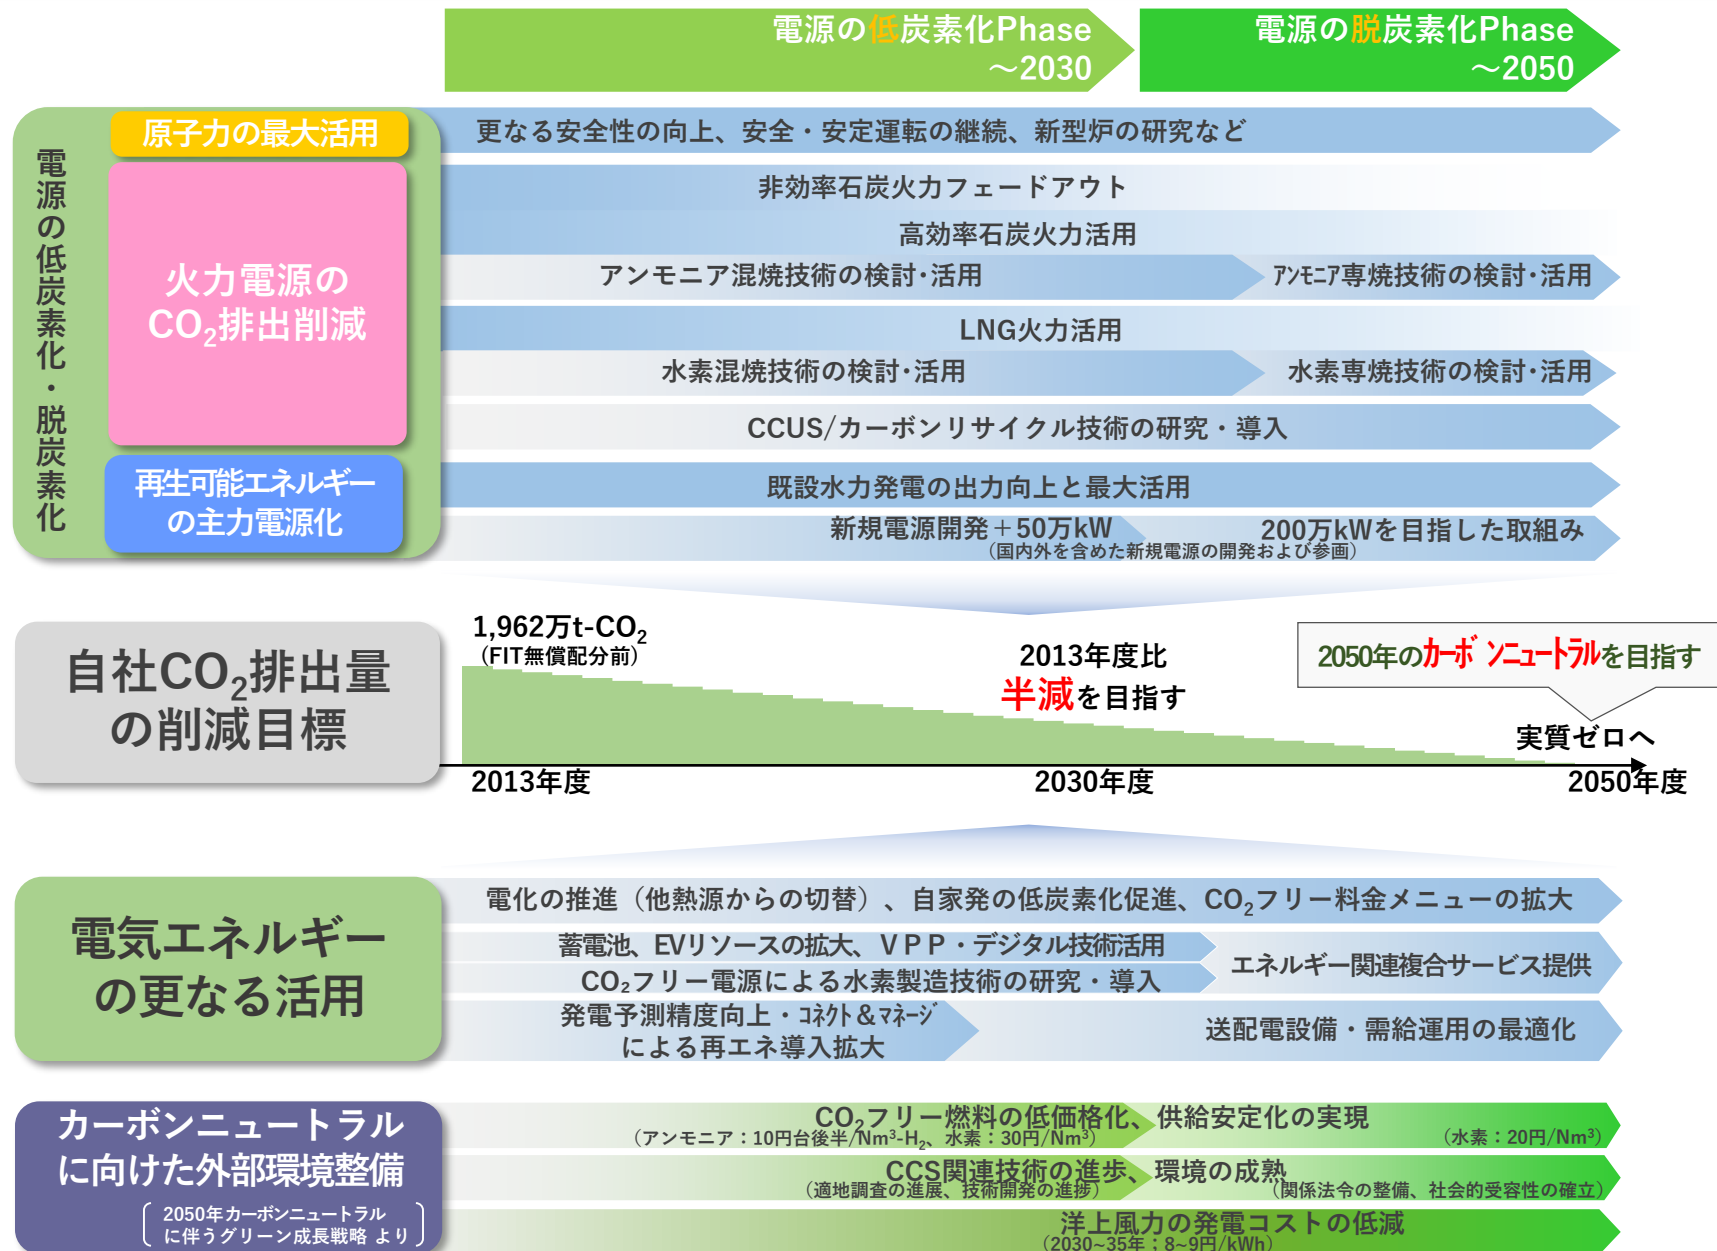 電源の低炭素化Phase
～2030
電源の脱炭素化Phase
～2050
電源の低炭素化・脱炭素化
原子力の最大活用
更なる安全性の向上、安全・安定運転の継続、新型炉の研究など
火力電源の
CO₂排出削減
非効率石炭火力フェードアウト
高効率石炭火力活用
アンモニア混焼技術の検討･活用
ｱﾝﾓﾆｱ専焼技術の検討･活用
LNG火力活用
水素混焼技術の検討･活用
水素専焼技術の検討･活用
CCUS/カーボンリサイクル技術の研究・導入
再生可能エネルギー
の主力電源化
既設水力発電の出力向上と最大活用
新規電源開発＋50万kW
200万kWを目指した取組み
（国内外を含めた新規電源の開発および参画）
自社CO₂排出量
の削減目標
1,962万t-CO₂
（FIT無償配分前）
2013年度比
半減を目指す
2050年のｶｰﾎﾞﾝﾆｭｰﾄﾗﾙを目指す
実質ゼロへ
2013年度
2030年度
2050年度
電気エネルギー
の更なる活用
電化の推進（他熱源からの切替）、自家発の低炭素化促進、CO₂フリー料金メニューの拡大
蓄電池、EVリソースの拡大、ＶＰＰ・デジタル技術活用
CO₂フリー電源による水素製造技術の研究・導入
エネルギー関連複合サービス提供
発電予測精度向上・ｺﾈｸﾄ＆ﾏﾈｰｼﾞ
による再エネ導入拡大
送配電設備・需給運用の最適化
カーボンニュートラル
に向けた外部環境整備
2050年カーボンニュートラル
に伴うグリーン成長戦略 より
CO₂フリー燃料の低価格化、供給安定化の実現
（アンモニア：10円台後半/Nm³-H₂、水素：30円/Nm³）
（水素：20円/Nm³）
CCS関連技術の進歩、環境の成熟
（適地調査の進展、技術開発の進捗）
（関係法令の整備、社会的受容性の確立）
洋上風力の発電コストの低減
（2030~35年；8~9円/kWh）